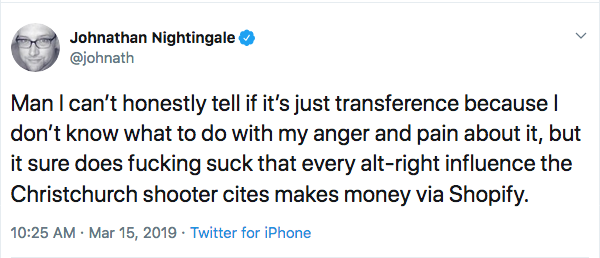 Johnathan Nightingale
@johnath
Man I can’t honestly tell if it’s just transference because I
don’t know what to do with my anger and pain about it, but
it sure does fucking suck that every alt-right influence the
Christchurch shooter cites makes money via Shopify.
10:25 AM · Mar 15, 2019 · Twitter for iPhone